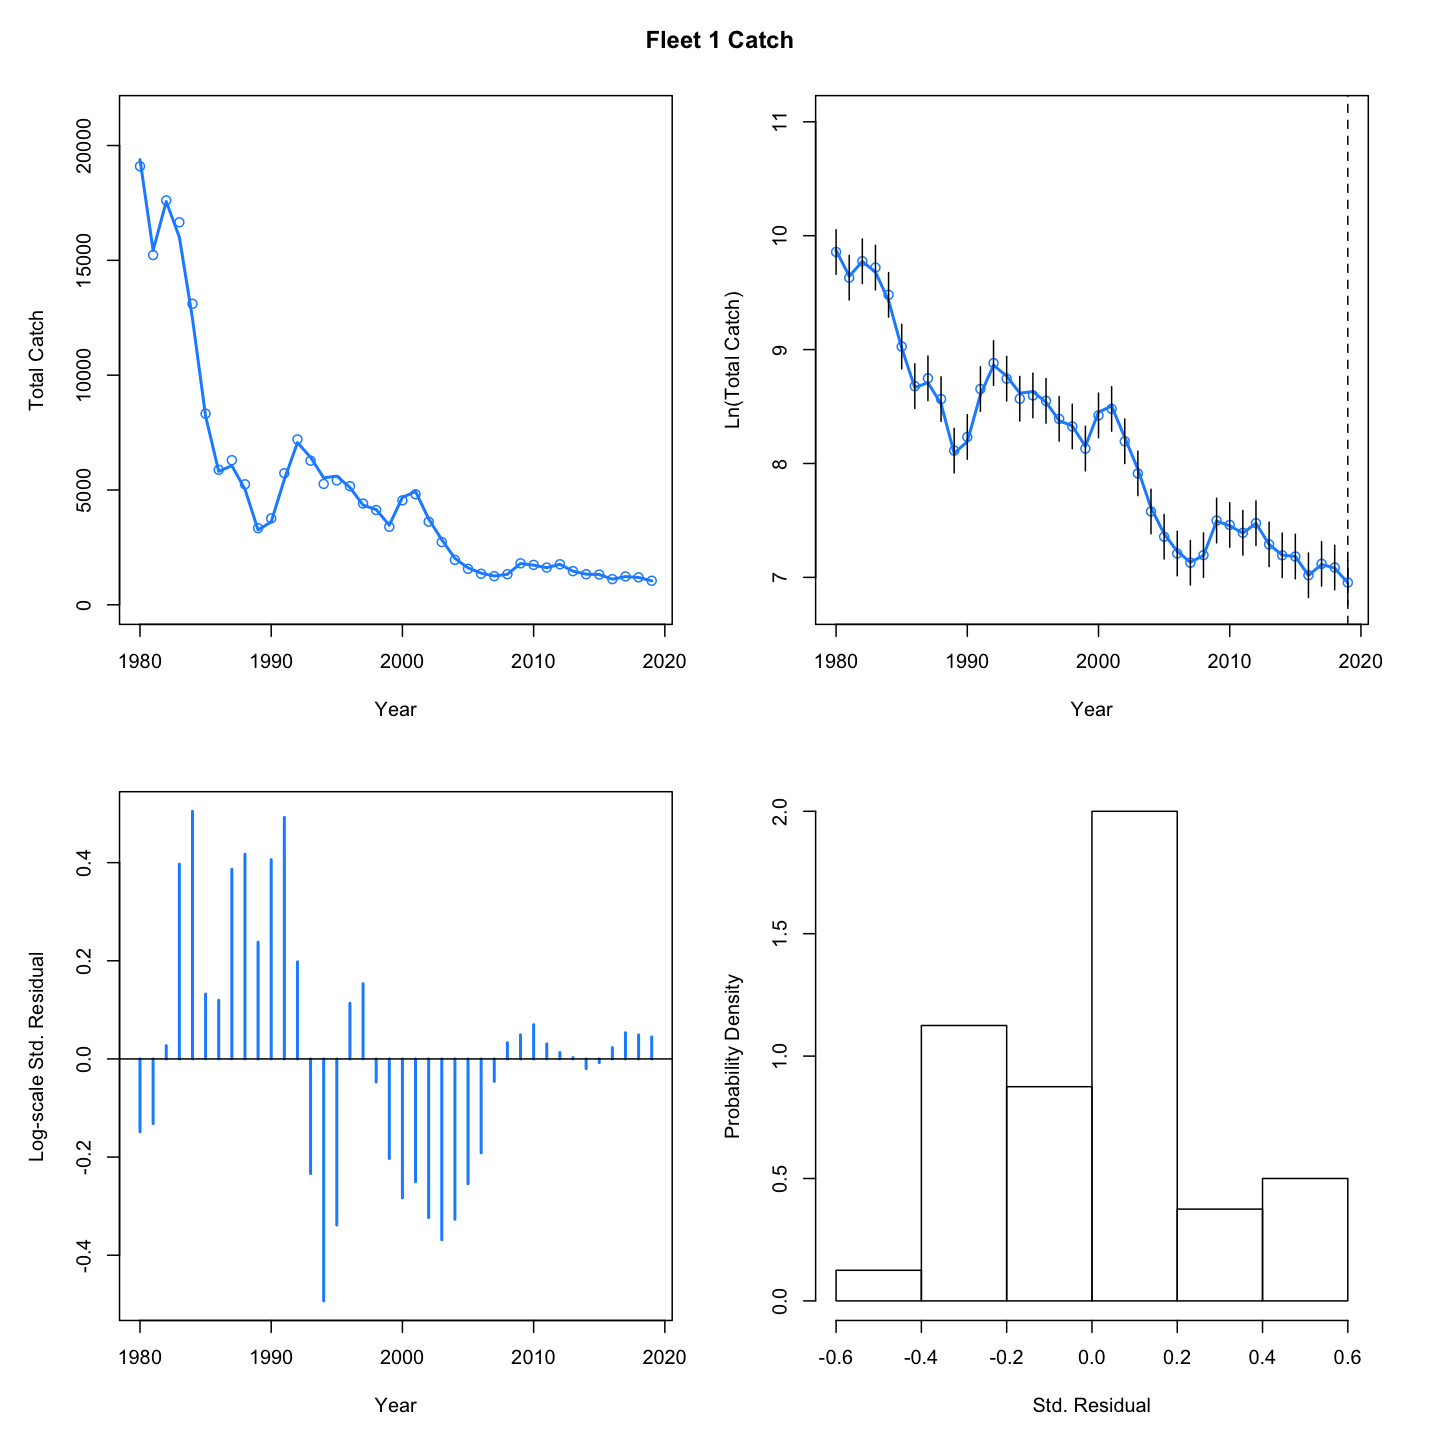 Fleet 1 Catch
Total Catch
0 5000 10000 15000 20000
1980 1990 2000 2010 2020
Year
Ln(Total Catch)
7 8 9 10 11
1980 1990 2000 2010 2020
Year
Log-scale Std. Residual
-0.4 -0.2 0.0 0.2 0.4
1980 1990 2000 2010 2020
Year
Probability Density
0.0 0.5 1.0 1.5 2.0
-0.6 -0.4 -0.2 0.0 0.2 0.4 0.6
Std. Residual